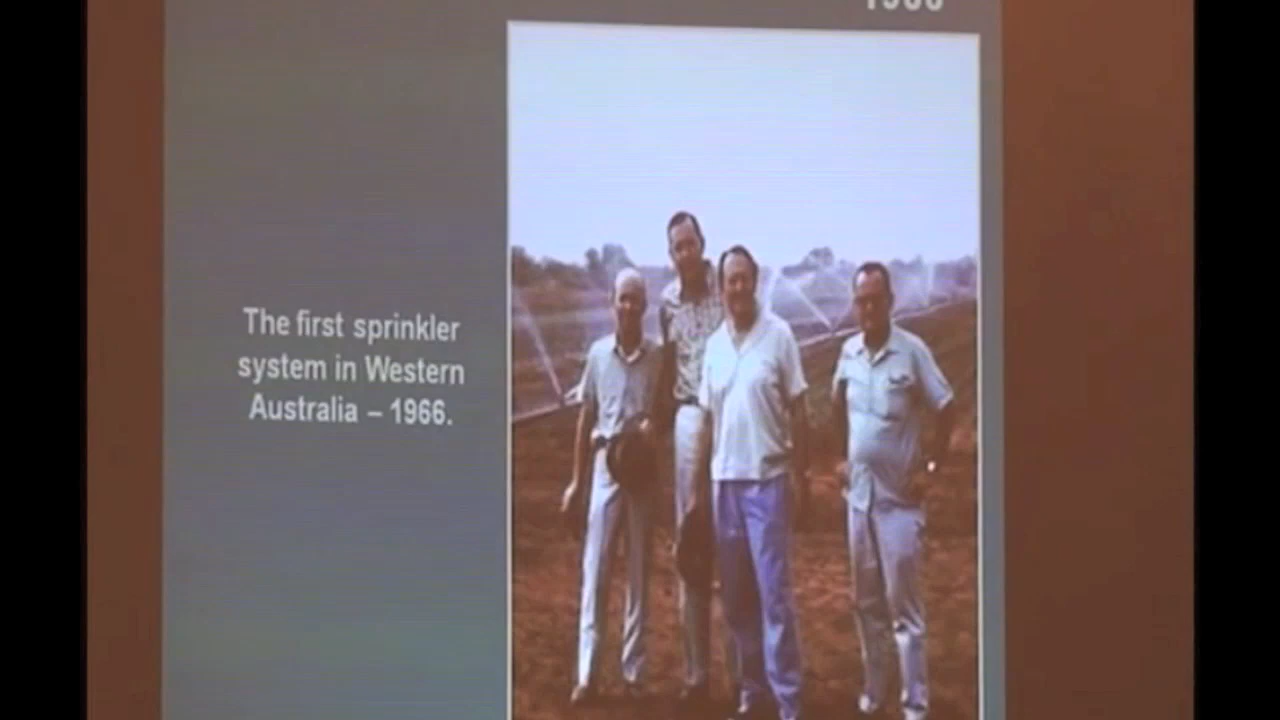 The first sprinkler
system in Western
Australia – 1966.